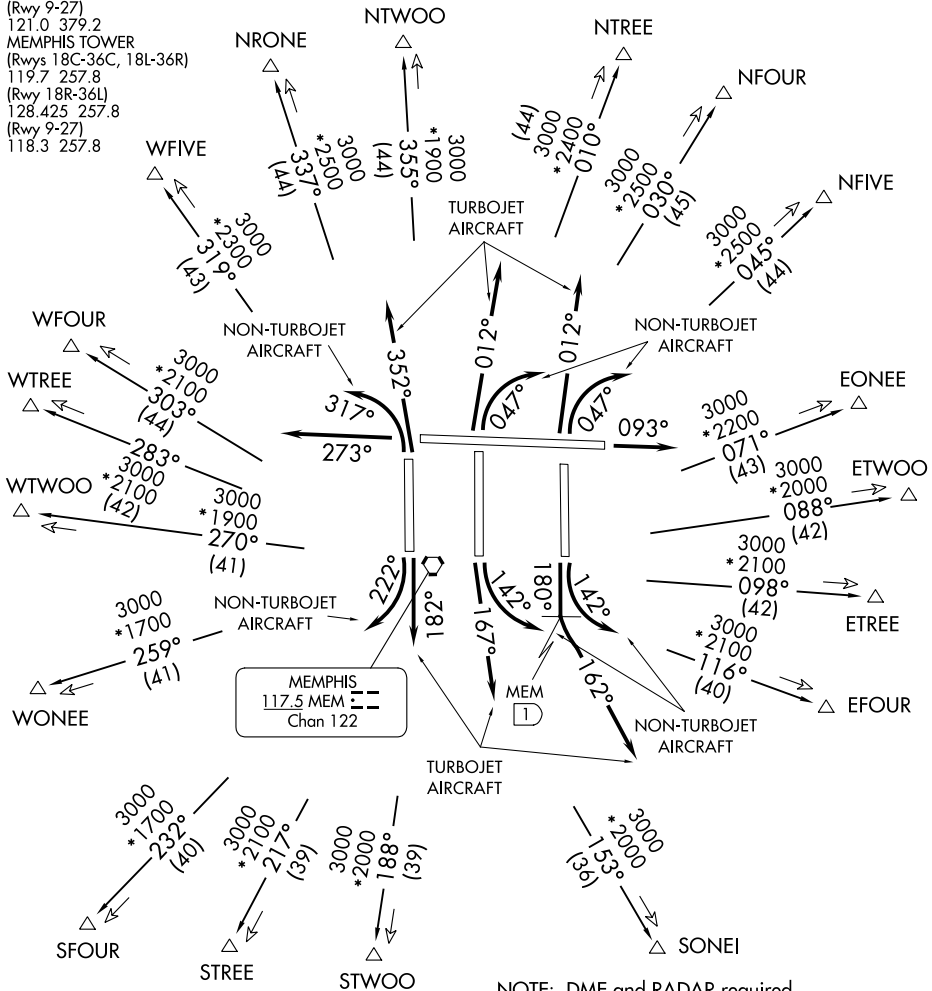 (Rwy 9-27)
121.0 379.2
MEMPHIS TOWER
(Rwys 18C-36C, 18L-36R)
119.7 257.8
(Rwy 18R-36L)
128.425 257.8
(Rwy 9-27)
118.3 257.8
NRONE
3000
*2500
337°
(44)
NTWOO
3000
*1900
355°
(44)
NTREE
(44)
3000
*2400
010°
NFOUR
3000
*2500
030°
(45)
NFIVE
3000
*2500
045°
(44)
WFIVE
3000
*2300
319°
(43)
TURBOJET
AIRCRAFT
NON-TURBOJET
AIRCRAFT
NON-TURBOJET
AIRCRAFT
352°
012°
012°
317°
047°
047°
273°
093°
WFOUR
3000
*2100
303°
(44)
WTREE
283°
3000
*2100
(42)
WTWOO
3000
*1900
270°
(41)
EONEE
3000
*2200
071°
(43)
ETWOO
3000
*2000
088°
(42)
3000
*2100
098°
(42)
ETREE
3000
*2100
116°
(40)
EFOUR
3000
*1700
259°
(41)
WONEE
NON-TURBOJET
AIRCRAFT
222°
182°
167°
142°
180°
142°
162°
MEMPHIS
117.5 MEM
Chan 122
MEM
1
NON-TURBOJET
AIRCRAFT
TURBOJET
AIRCRAFT
3000
*1700
232°
(40)
SFOUR
3000
*2100
217°
(39)
STREE
3000
*2000
188°
(39)
STWOO
3000
*2000
153°
(36)
SONEI
NOTE: DME and RADAR required.